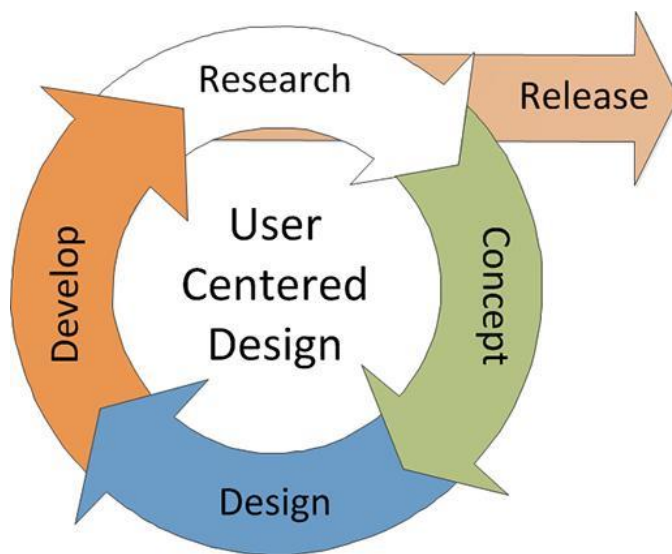 Research
Release
User
Centered
Design
Concept
Develop
Design